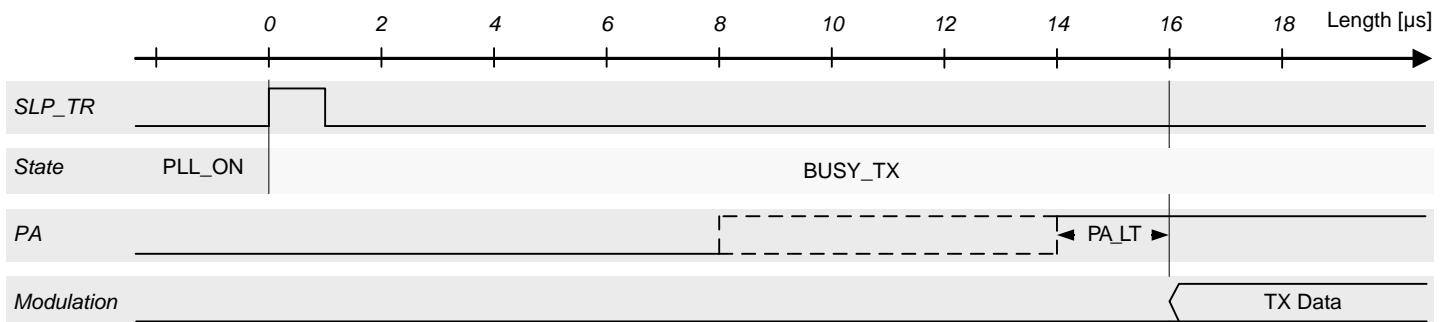 0 2 4 6 8 10 12 14 16 18 Length [µs]
SLP_TR
State PLL_ON BUSY_TX
PA PA_LT
Modulation TX Data